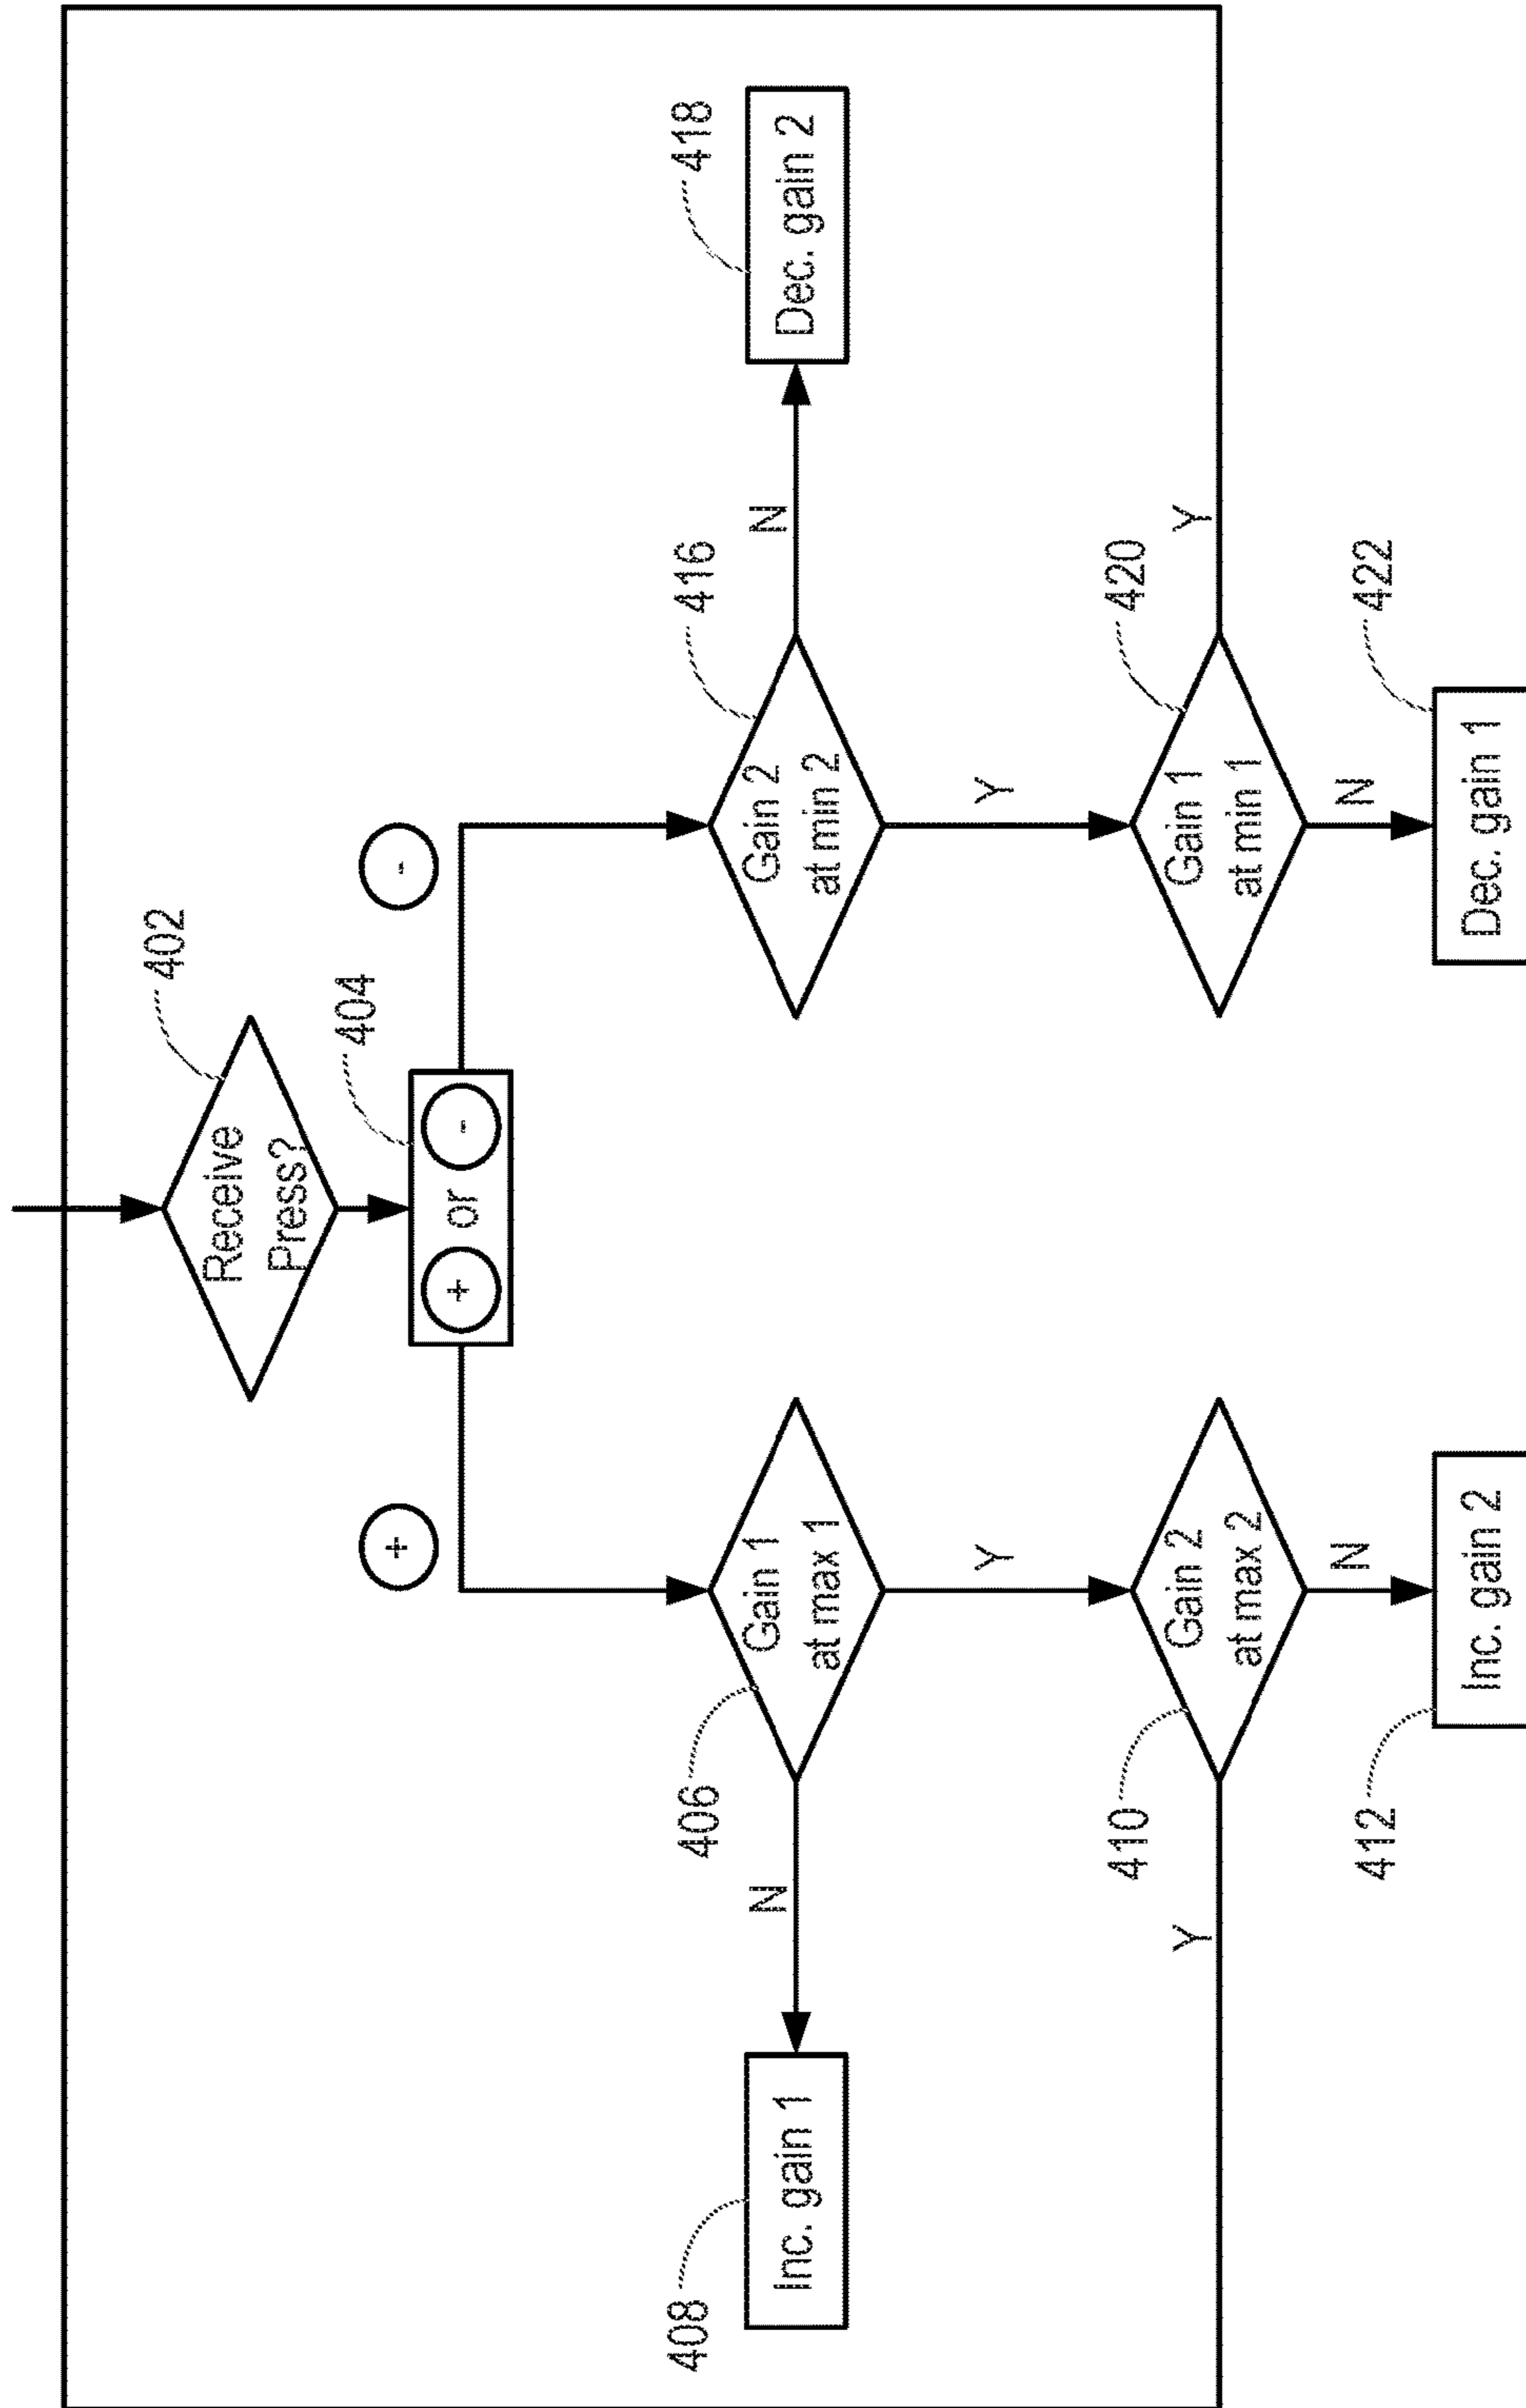 402
Receive
Press?
404
+ or -
+
-
406
Gain 1
at max 1
N
Y
408
Inc. gain 1
410
Gain 2
at max 2
Y
N
412
Inc. gain 2
416
Gain 2
at min 2
N
Y
418
Dec. gain 2
420
Gain 1
at min 1
Y
N
422
Dec. gain 1